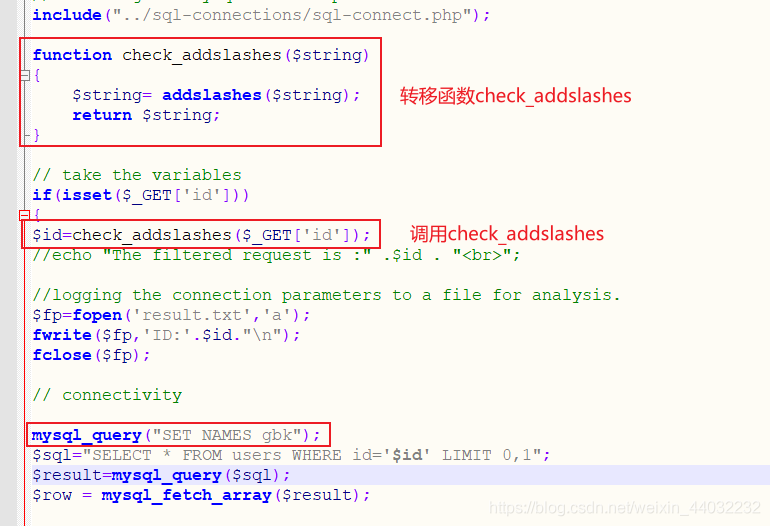 include("../sql-connections/sql-connect.php");
function check_addslashes($string)
{
    $string= addslashes($string);
    return $string;
}
转移函数check_addslashes
// take the variables
if(isset($_GET['id']))
{
$id=check_addslashes($_GET['id']);
调用check_addslashes
//echo "The filtered request is :" .$id . "<br>";
//logging the connection parameters to a file for analysis.
$fp=fopen('result.txt','a');
fwrite($fp,'ID:'.$id."\n");
fclose($fp);
// connectivity
mysql_query("SET NAMES gbk");
$sql="SELECT * FROM users WHERE id='$id' LIMIT 0,1";
$result=mysql_query($sql);
$row = mysql_fetch_array($result);
https://blog.csdn.net/weixin_44032232